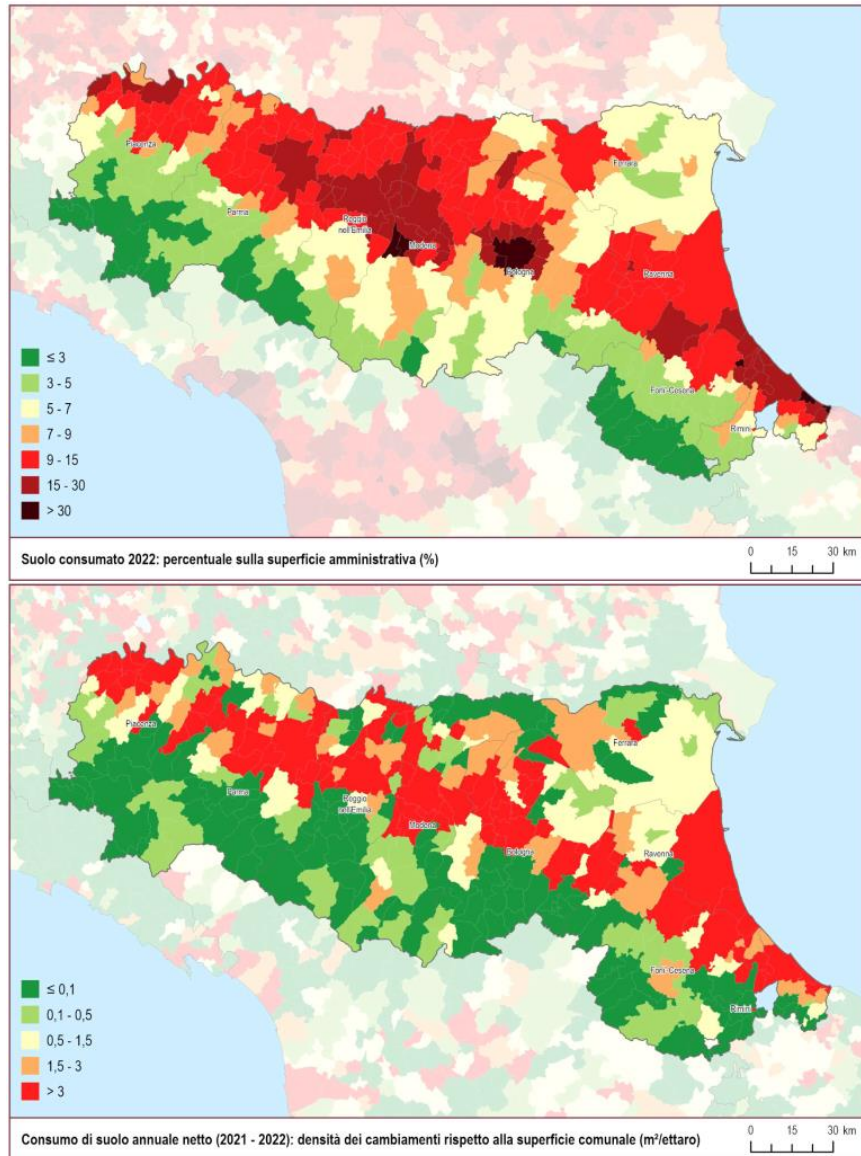 Piacenza
Ferrara
Parma
Reggio
nell'Emilia
Modena
Bologna
Ravenna
Forlì-Cesena
Rimini
≤ 3
3 - 5
5 - 7
7 - 9
9 - 15
15 - 30
> 30
Suolo consumato 2022: percentuale sulla superficie amministrativa (%)
0 15 30 km
Piacenza
Ferrara
Parma
Reggio
nell'Emilia
Modena
Bologna
Ravenna
Forlì-Cesena
Rimini
≤ 0,1
0,1 - 0,5
0,5 - 1,5
1,5 - 3
> 3
Consumo di suolo annuale netto (2021 - 2022): densità dei cambiamenti rispetto alla superficie comunale (m²/ettaro)
0 15 30 km